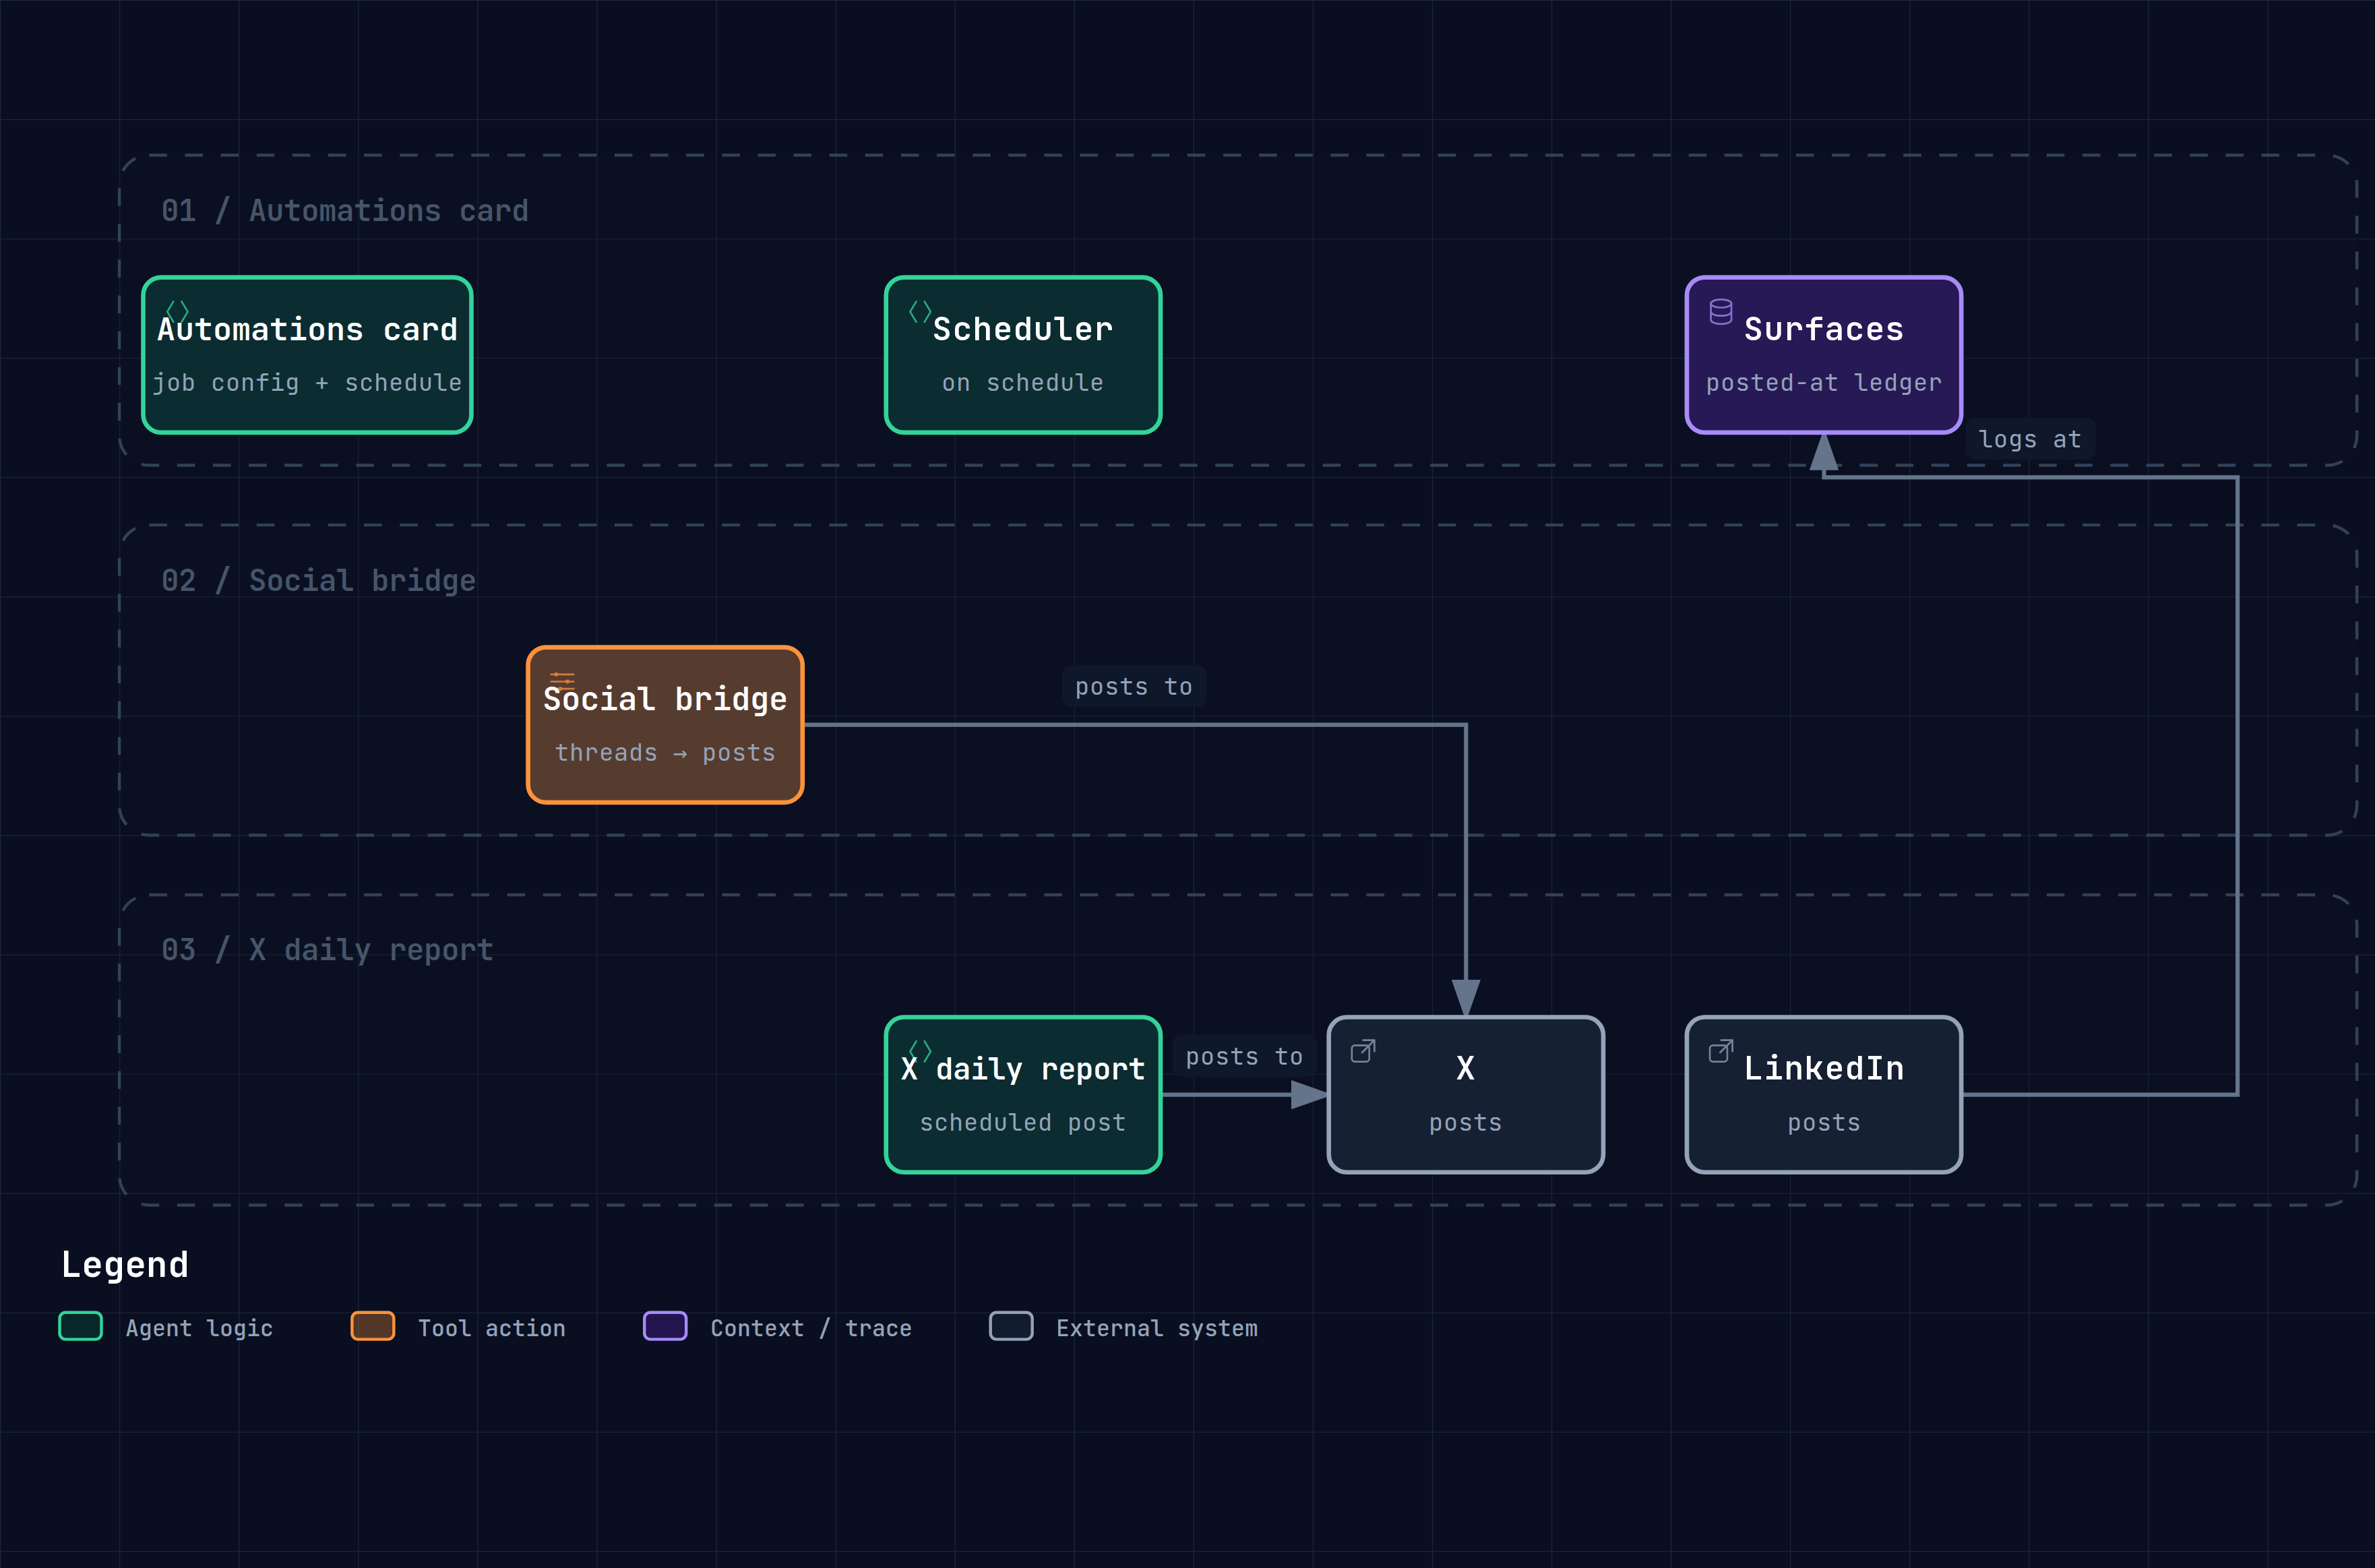 01 / Automations card
Automations card
job config + schedule
Scheduler
on schedule
Surfaces
posted-at ledger
logs at
02 / Social bridge
Social bridge
threads → posts
posts to
03 / X daily report
X daily report
scheduled post
posts to
X
posts
LinkedIn
posts
Legend
Agent logic
Tool action
Context / trace
External system